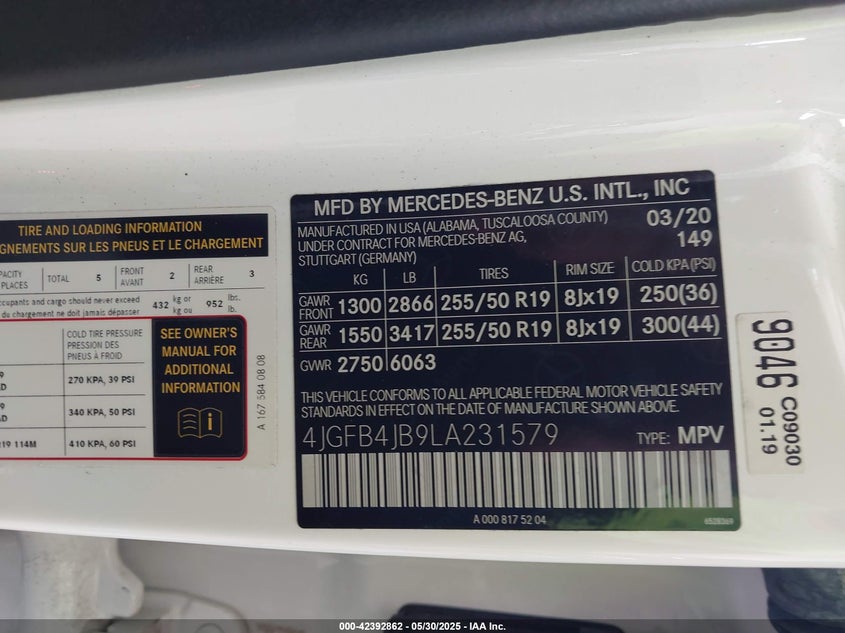 TIRE AND LOADING INFORMATION
GNEMENTS SUR LES PNEUS ET LE CHARGEMENT
TOTAL 5 FRONT AVANT 2 REAR ARRIÈRE 3
PLACES
and cargo should never exceed 432 kg or kg ou 952 lbs. lb.
du chargement ne doit jamais dépasser
COLD TIRE PRESSURE
PRESSION DES
PNEUS À FROID
270 KPA, 39 PSI
340 KPA, 50 PSI
R19 114M 410 KPA, 60 PSI
SEE OWNER'S
MANUAL FOR
ADDITIONAL
INFORMATION
A 167 584 08 08
MFD BY MERCEDES-BENZ U.S. INTL., INC
MANUFACTURED IN USA (ALABAMA, TUSCALOOSA COUNTY) 03/20
UNDER CONTRACT FOR MERCEDES-BENZ AG, 149
STUTTGART (GERMANY)
KG LB TIRES RIM SIZE COLD KPA (PSI)
GAWR FRONT 1300 2866 255/50 R19 8Jx19 250(36)
GAWR REAR 1550 3417 255/50 R19 8Jx19 300(44)
GVWR 2750 6063
THIS VEHICLE CONFORMS TO ALL APPLICABLE FEDERAL MOTOR VEHICLE SAFETY
STANDARDS IN EFFECT ON THE DATE OF MANUFACTURE SHOWN ABOVE.
4JGFB4JB9LA231579 TYPE: MPV
A 000 817 52 04
6528369
9046 C09030
01.19
000-42392862 - 05/30/2025 - IAA Inc.